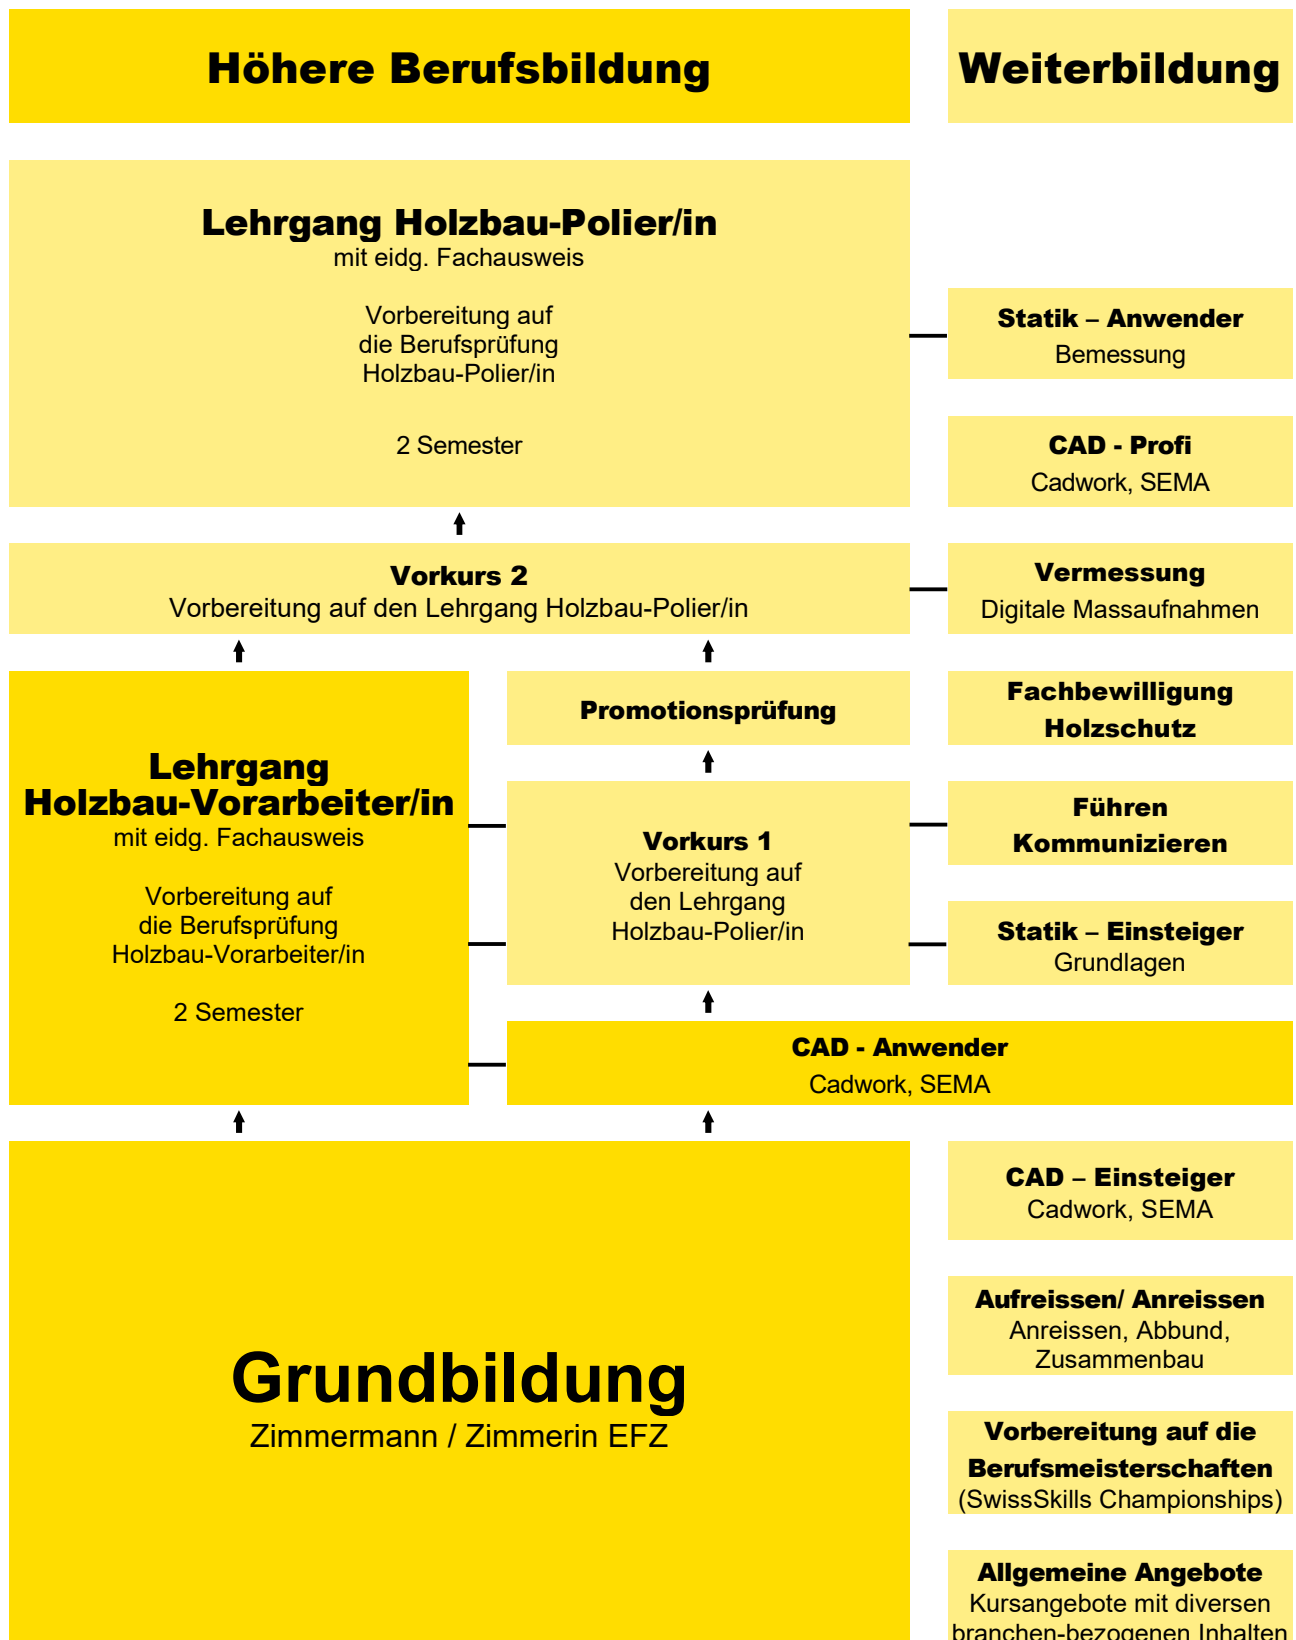 Höhere Berufsbildung
Weiterbildung
Lehrgang Holzbau-Polier/in
mit eidg. Fachausweis
Vorbereitung auf
die Berufsprüfung
Holzbau-Polier/in
2 Semester
Statik – Anwender
Bemessung
CAD - Profi
Cadwork, SEMA
Vorkurs 2
Vorbereitung auf den Lehrgang Holzbau-Polier/in
Vermessung
Digitale Massaufnahmen
Lehrgang
Holzbau-Vorarbeiter/in
mit eidg. Fachausweis
Vorbereitung auf
die Berufsprüfung
Holzbau-Vorarbeiter/in
2 Semester
Promotionsprüfung
Fachbewilligung
Holzschutz
Vorkurs 1
Vorbereitung auf
den Lehrgang
Holzbau-Polier/in
Führen
Kommunizieren
Statik – Einsteiger
Grundlagen
CAD - Anwender
Cadwork, SEMA
Grundbildung
Zimmermann / Zimmerin EFZ
CAD – Einsteiger
Cadwork, SEMA
Aufreissen/ Anreissen
Anreissen, Abbund,
Zusammenbau
Vorbereitung auf die
Berufsmeisterschaften
(SwissSkills Championships)
Allgemeine Angebote
Kursangebote mit diversen
branchen-bezogenen Inhalten